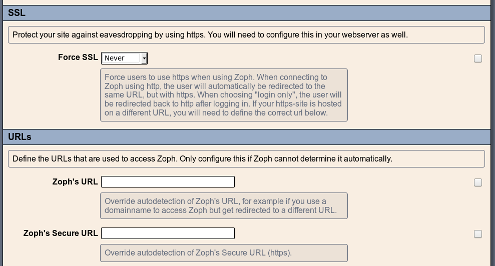 SSL
Protect your site against eavesdropping by using https. You will need to configure this in your webserver as well.
Force SSL
Never
Force users to use https when using Zoph. When connecting to
Zoph using http, the user will automatically be redirected to the
same URL, but with https. When choosing "login only", the user will
be redirected back to http after logging in. If your https-site is hosted
on a different URL, you will need to define the correct url below.
URLs
Define the URLs that are used to access Zoph. Only configure this if Zoph cannot determine it automatically.
Zoph's URL
Override autodetection of Zoph's URL, for example if you use a
domainname to access Zoph but get redirected to a different URL.
Zoph's Secure URL
Override autodetection of Zoph's Secure URL (https).